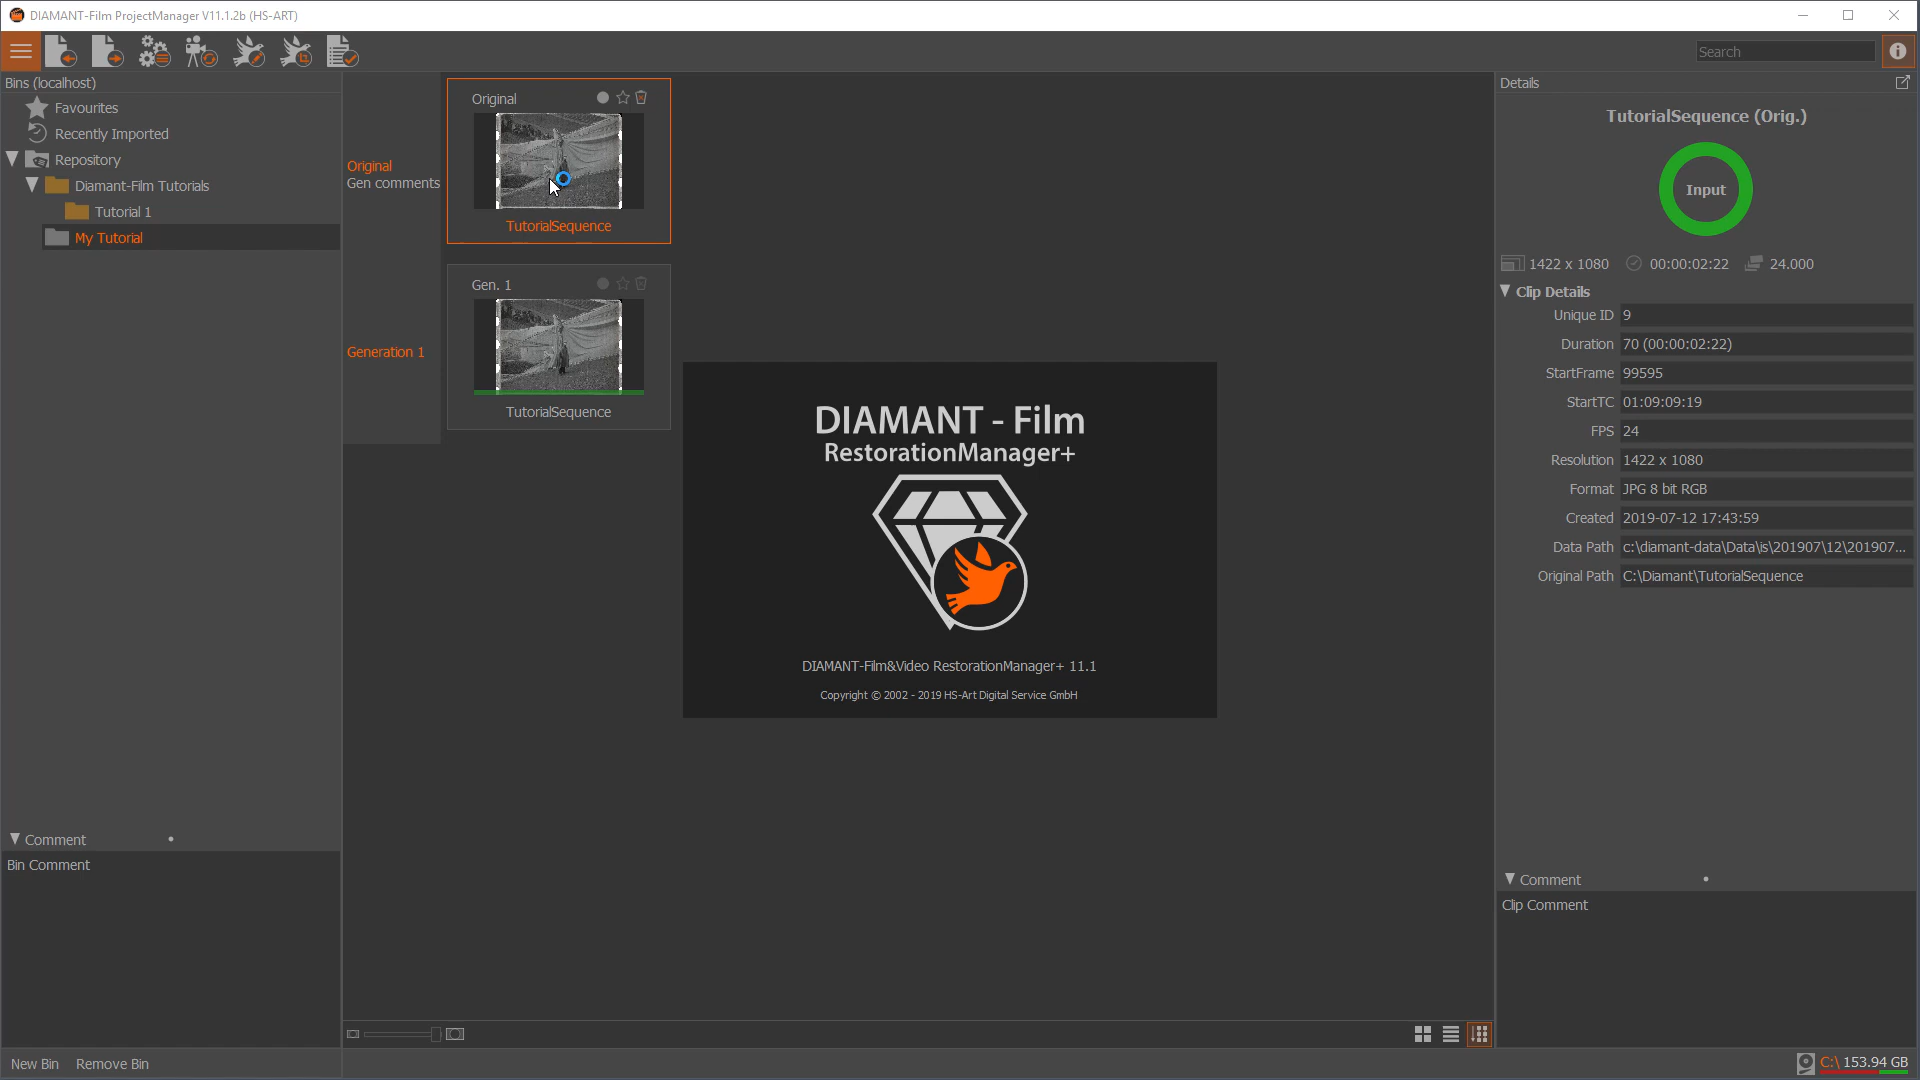 DIAMANT-Film ProjectManager V11.1.2b (HS-ART)
Search
Bins (localhost)
Favourites
Recently Imported
Repository
Diamant-Film Tutorials
Tutorial 1
My Tutorial
Comment
Bin Comment
New Bin
Remove Bin
Original
Gen comments
Original
TutorialSequence
Generation 1
Gen. 1
TutorialSequence
DIAMANT - Film
RestorationManager+
DIAMANT-Film&Video RestorationManager+ 11.1
Copyright © 2002 - 2019 HS-Art Digital Service GmbH
Details
TutorialSequence (Orig.)
Input
1422 x 1080
00:00:02:22
24.000
Clip Details
Unique ID 9
Duration 70 (00:00:02:22)
StartFrame 99595
StartTC 01:09:09:19
FPS 24
Resolution 1422 x 1080
Format JPG 8 bit RGB
Created 2019-07-12 17:43:59
Data Path c:\diamant-data\Data\is\201907\12\201907...
Original Path C:\Diamant\TutorialSequence
Comment
Clip Comment
C:\ 153.94 GB